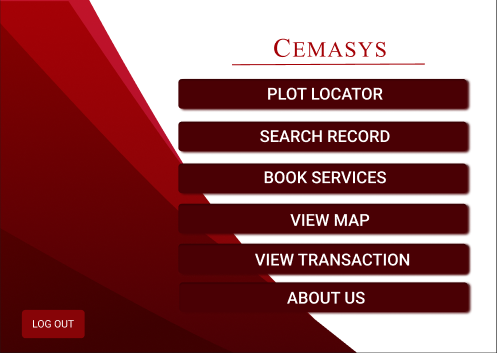 CEMASYS
PLOT LOCATOR
SEARCH RECORD
BOOK SERVICES
VIEW MAP
VIEW TRANSACTION
ABOUT US
LOG OUT